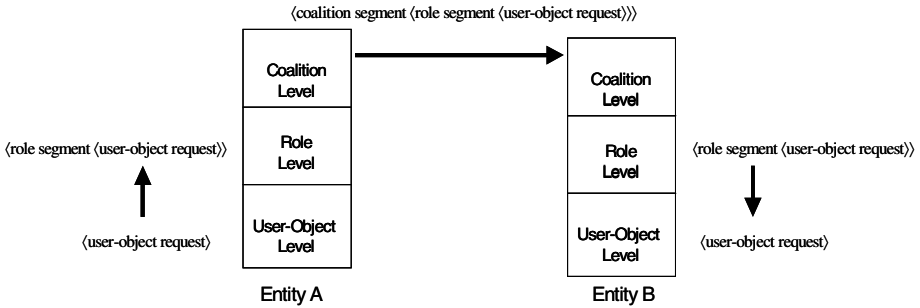 ⟨coalition segment ⟨role segment ⟨user-object request⟩⟩⟩
Coalition
Level
Role
Level
User-Object
Level
Entity A
⟨role segment ⟨user-object request⟩⟩
⟨user-object request⟩
Coalition
Level
Role
Level
User-Object
Level
Entity B
⟨role segment ⟨user-object request⟩⟩
⟨user-object request⟩